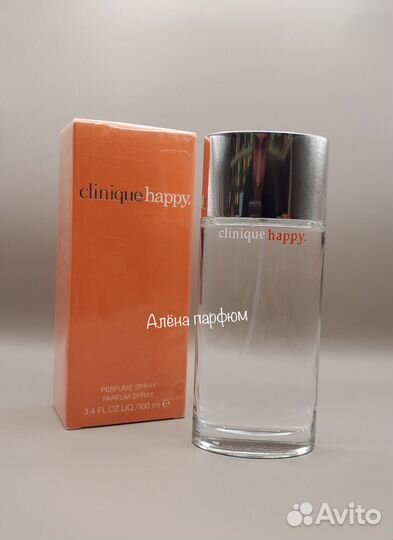 clinique happy.
clinique happy.
Алёна парфюм
PERFUME SPRAY
PARFUM SPRAY
3.4 FL.OZ.LIQ./100 ml ℮
Avito